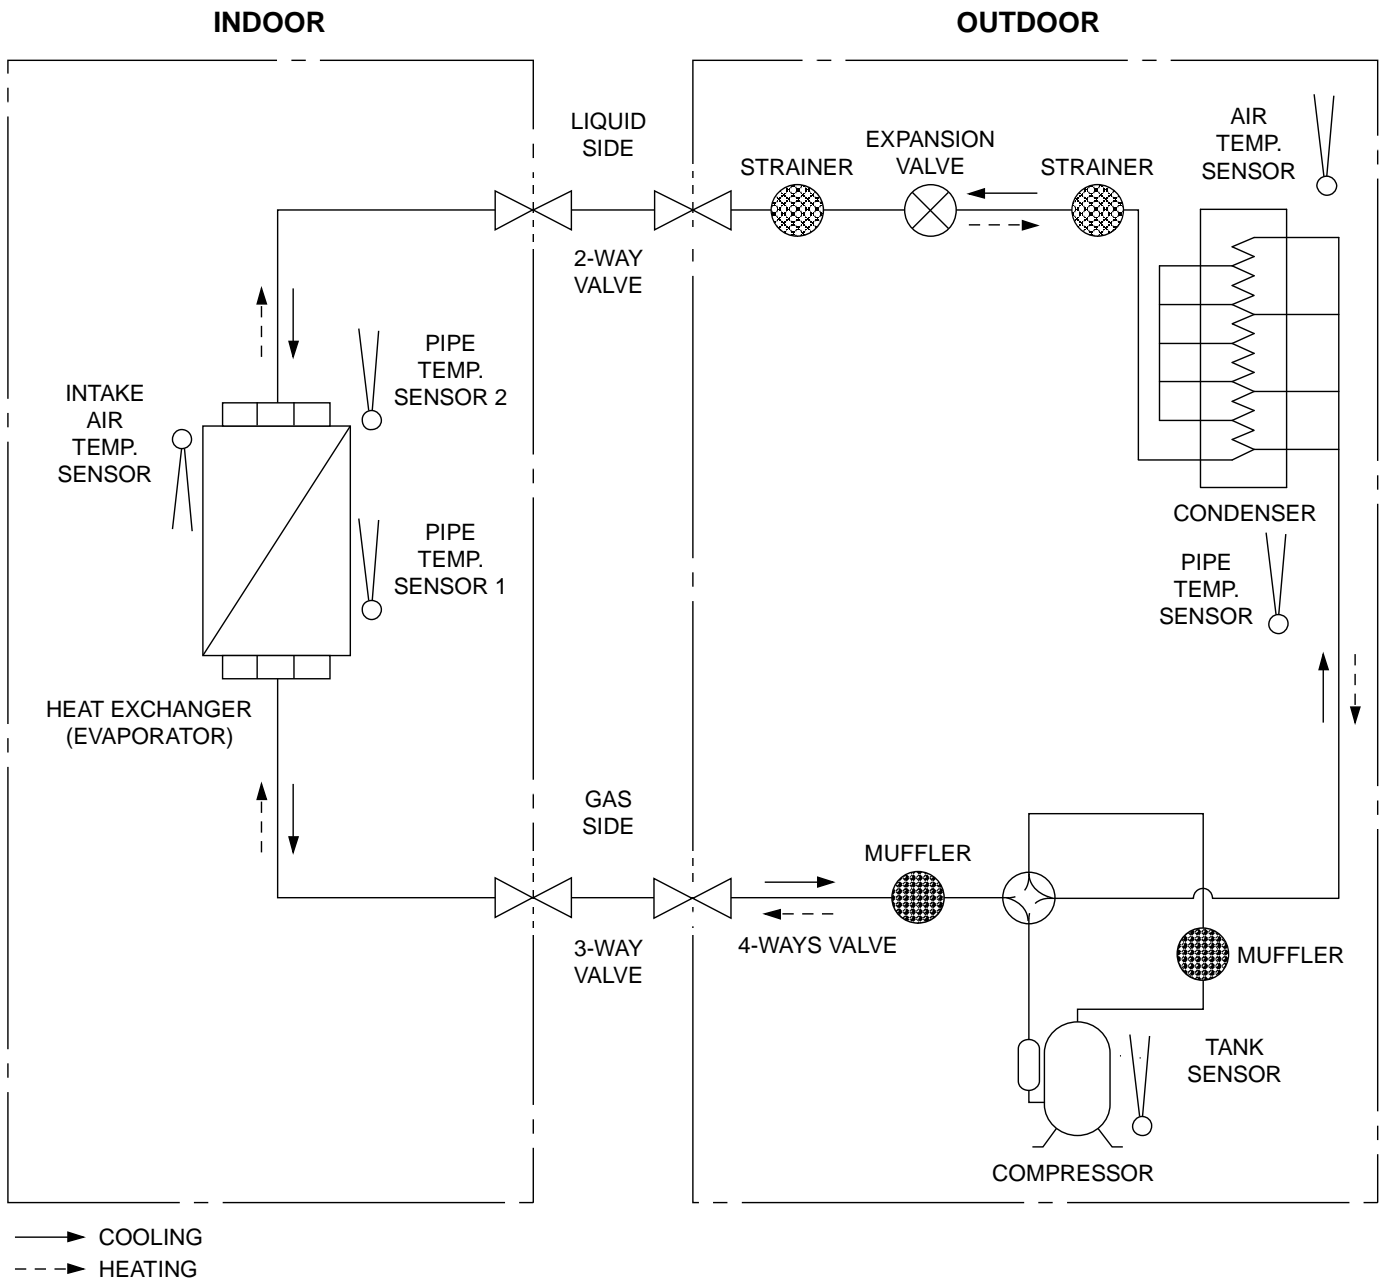 INDOOR
OUTDOOR
LIQUID
SIDE
STRAINER
EXPANSION
VALVE
STRAINER
AIR
TEMP.
SENSOR
2-WAY
VALVE
PIPE
TEMP.
SENSOR 2
INTAKE
AIR
TEMP.
SENSOR
PIPE
TEMP.
SENSOR 1
CONDENSER
PIPE
TEMP.
SENSOR
HEAT EXCHANGER
(EVAPORATOR)
GAS
SIDE
MUFFLER
3-WAY
VALVE
4-WAYS VALVE
MUFFLER
TANK
SENSOR
COMPRESSOR
COOLING
HEATING